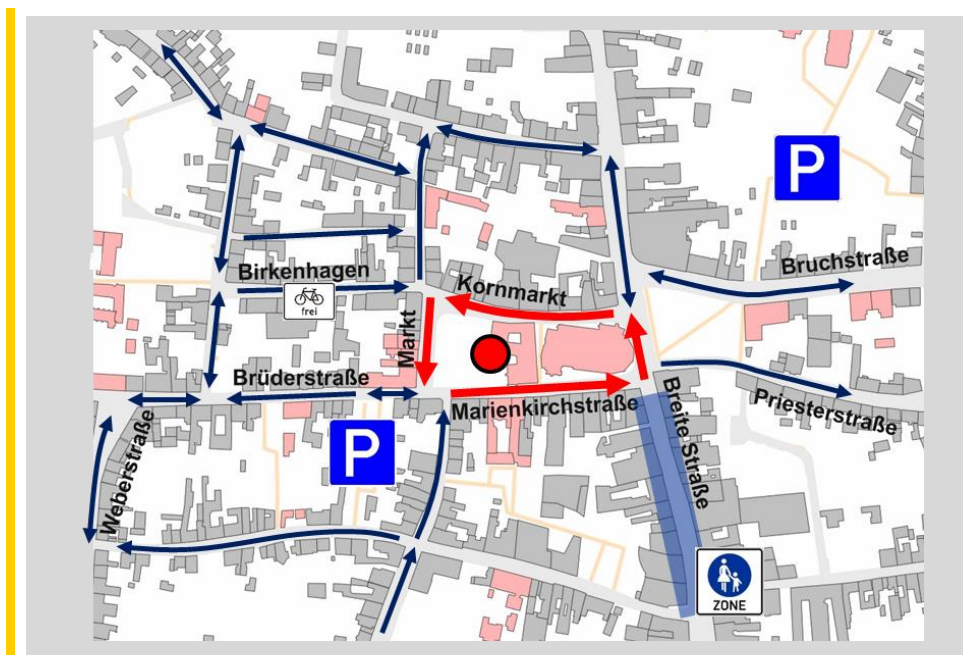 P
Bruchstraße
Birkenhagen
frei
Kornmarkt
Markt
Brüderstraße
Marienkirchstraße
Breite Straße
Priesterstraße
Weberstraße
P
ZONE